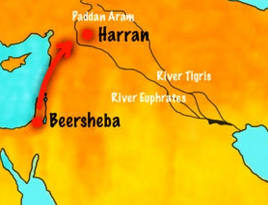 Paddan Aram
Harran
River Tigris
River Euphrates
Beersheba